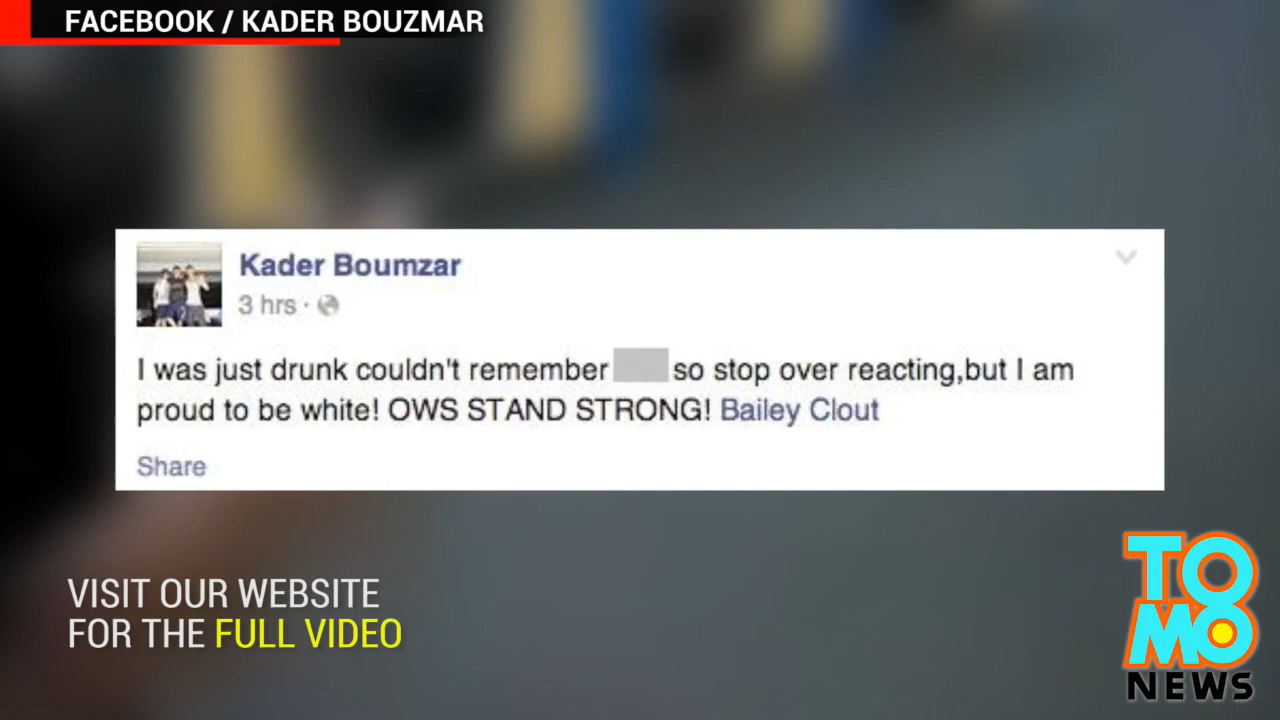 FACEBOOK / KADER BOUZMAR
Kader Boumzar
3 hrs ·
I was just drunk couldn't remember so stop over reacting,but I am
proud to be white! OWS STAND STRONG! Bailey Clout
Share
VISIT OUR WEBSITE
FOR THE FULL VIDEO
TOMO
NEWS